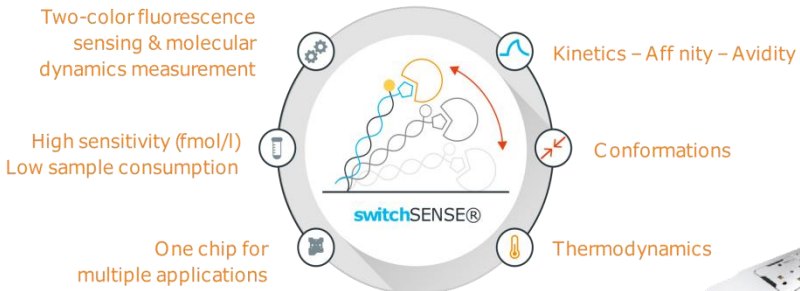 Two-color fluorescence
sensing & molecular
dynamics measurement
High sensitivity (fmol/l)
Low sample consumption
One chip for
multiple applications
switchSENSE®
Kinetics – Aff nity – Avidity
Conformations
Thermodynamics